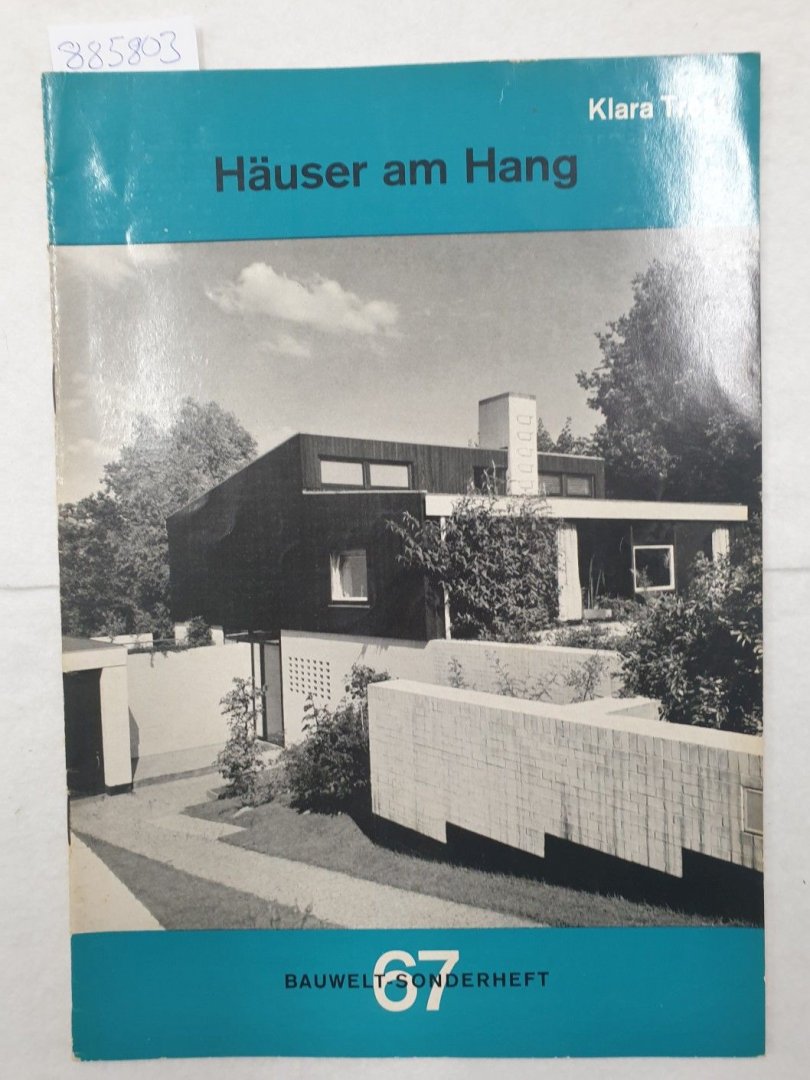 885803
Klara
Häuser am Hang
67
BAUWELT-SONDERHEFT